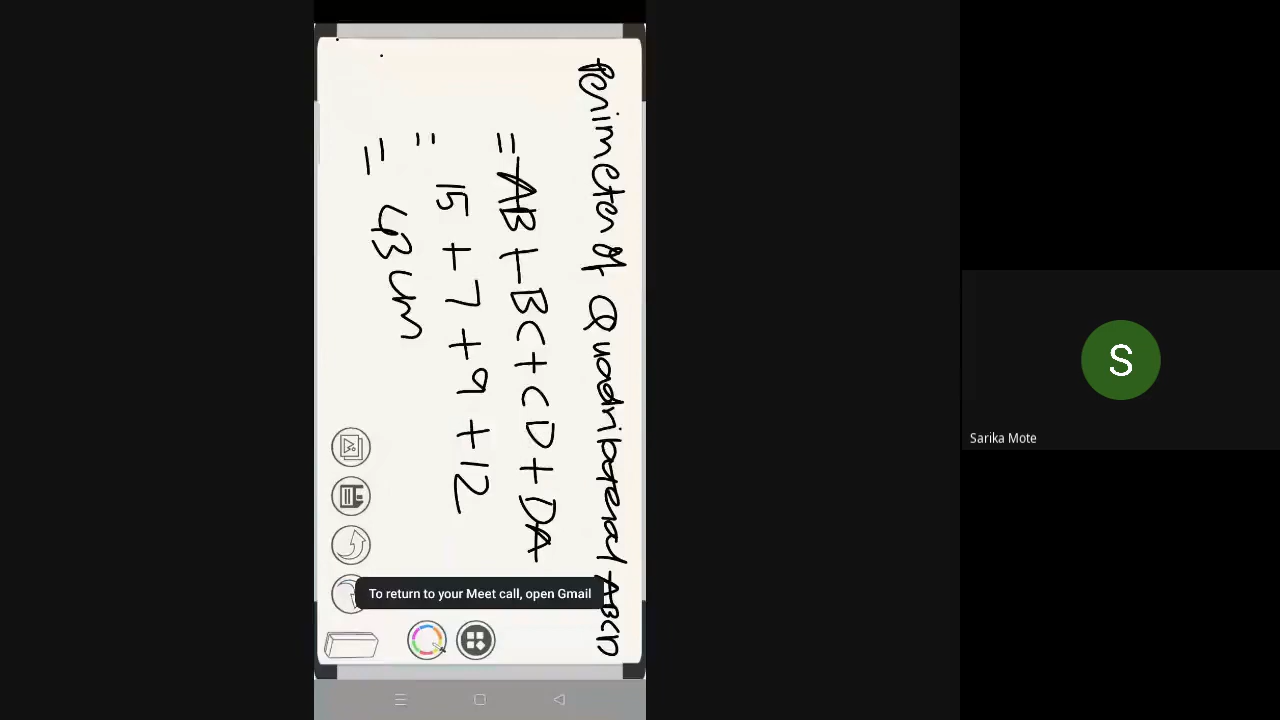 Perimeter of Quadrilateral ABCD
= AB + BC + CD + DA
= 15 + 7 + 9 + 12
= 43 cm
To return to your Meet call, open Gmail
S
Sarika Mote